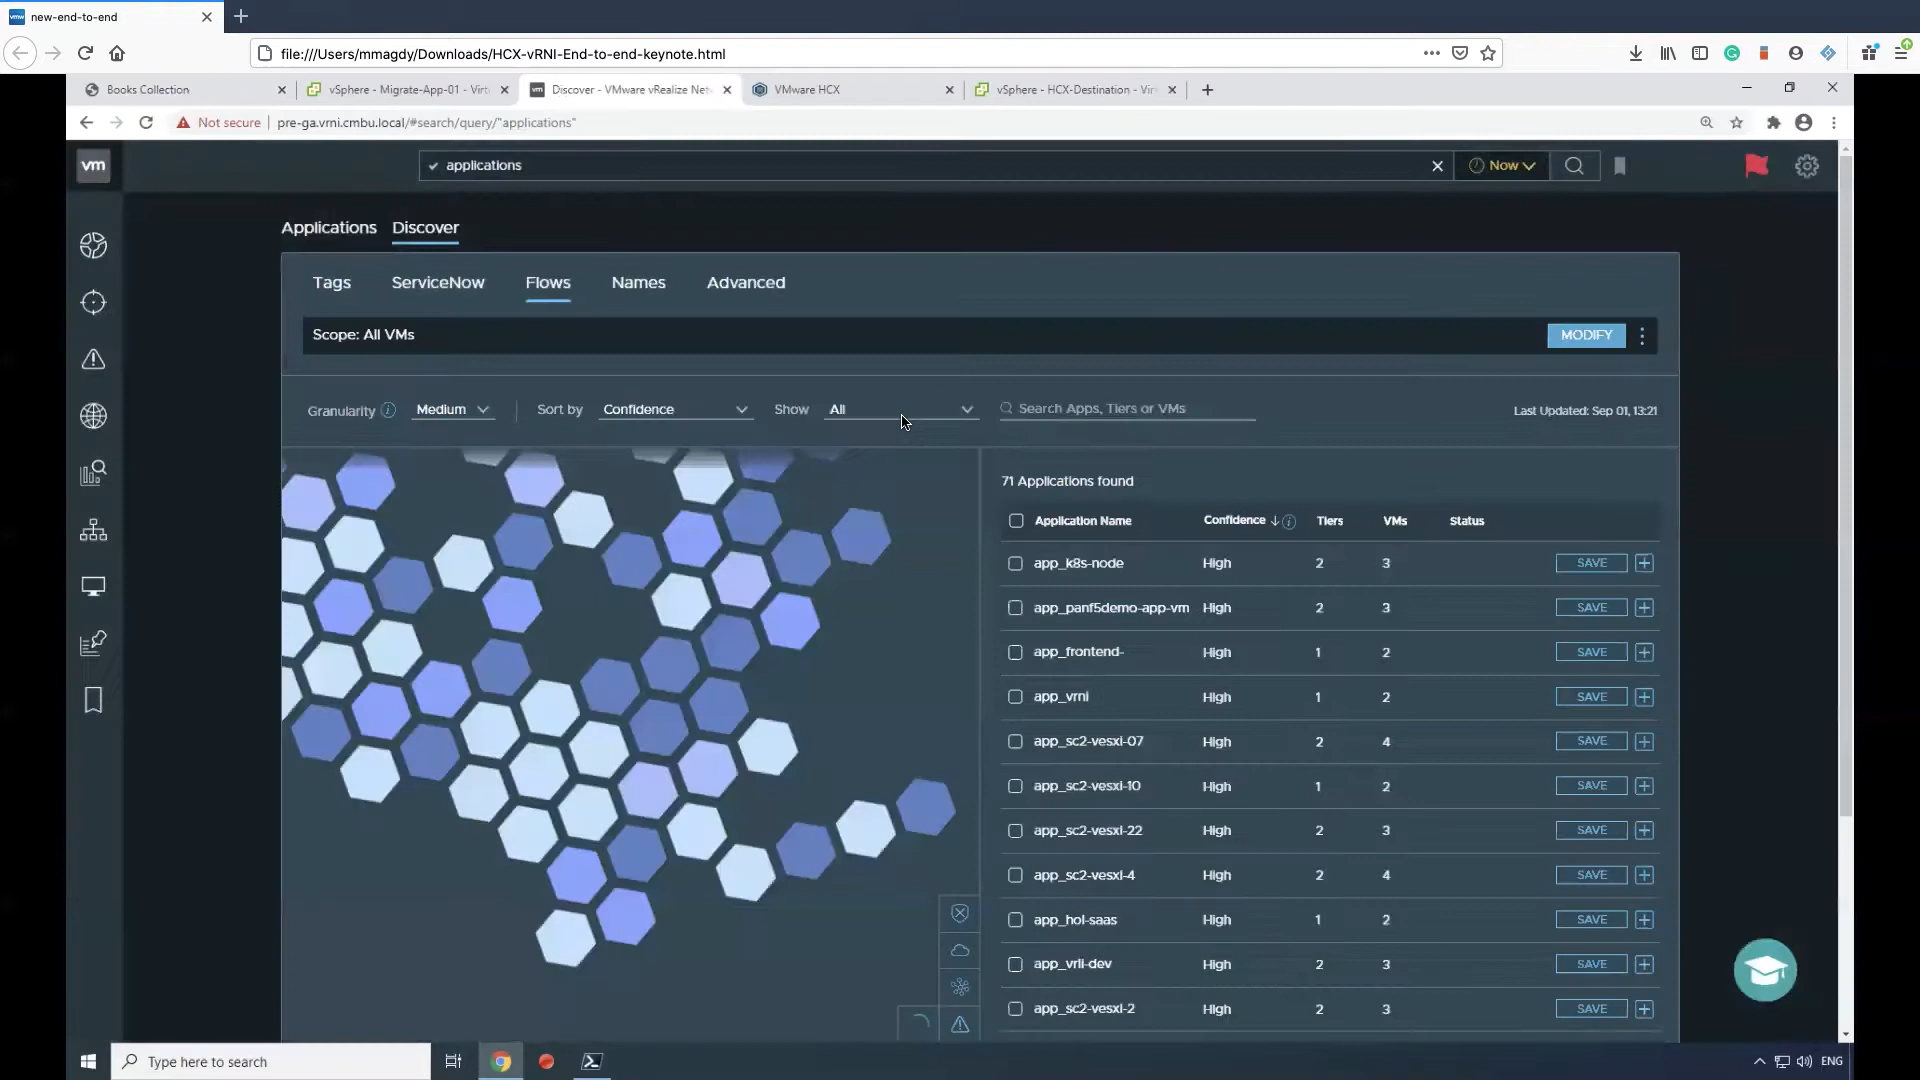 vmw new-end-to-end
file:///Users/mmagdy/Downloads/HCX-vRNI-End-to-end-keynote.html
Books Collection
vSphere - Migrate-App-01 - Virtu
vm Discover - VMware vRealize Net
VMware HCX
vSphere - HCX-Destination - Vir
Not secure | pre-ga.vrni.cmbu.local/#search/query/"applications"
vm
applications
Now
Applications Discover
Tags ServiceNow Flows Names Advanced
Scope: All VMs
MODIFY
Granularity Medium Sort by Confidence Show All Search Apps, Tiers or VMs Last Updated: Sep 01, 13:21
71 Applications found
Application Name Confidence Tiers VMs Status
app_k8s-node High 2 3 SAVE
app_panf5demo-app-vm High 2 3 SAVE
app_frontend- High 1 2 SAVE
app_vrni High 1 2 SAVE
app_sc2-vesxi-07 High 2 4 SAVE
app_sc2-vesxi-10 High 1 2 SAVE
app_sc2-vesxi-22 High 2 3 SAVE
app_sc2-vesxi-4 High 2 4 SAVE
app_hol-saas High 1 2 SAVE
app_vrli-dev High 2 3 SAVE
app_sc2-vesxi-2 High 2 3 SAVE
Type here to search
ENG